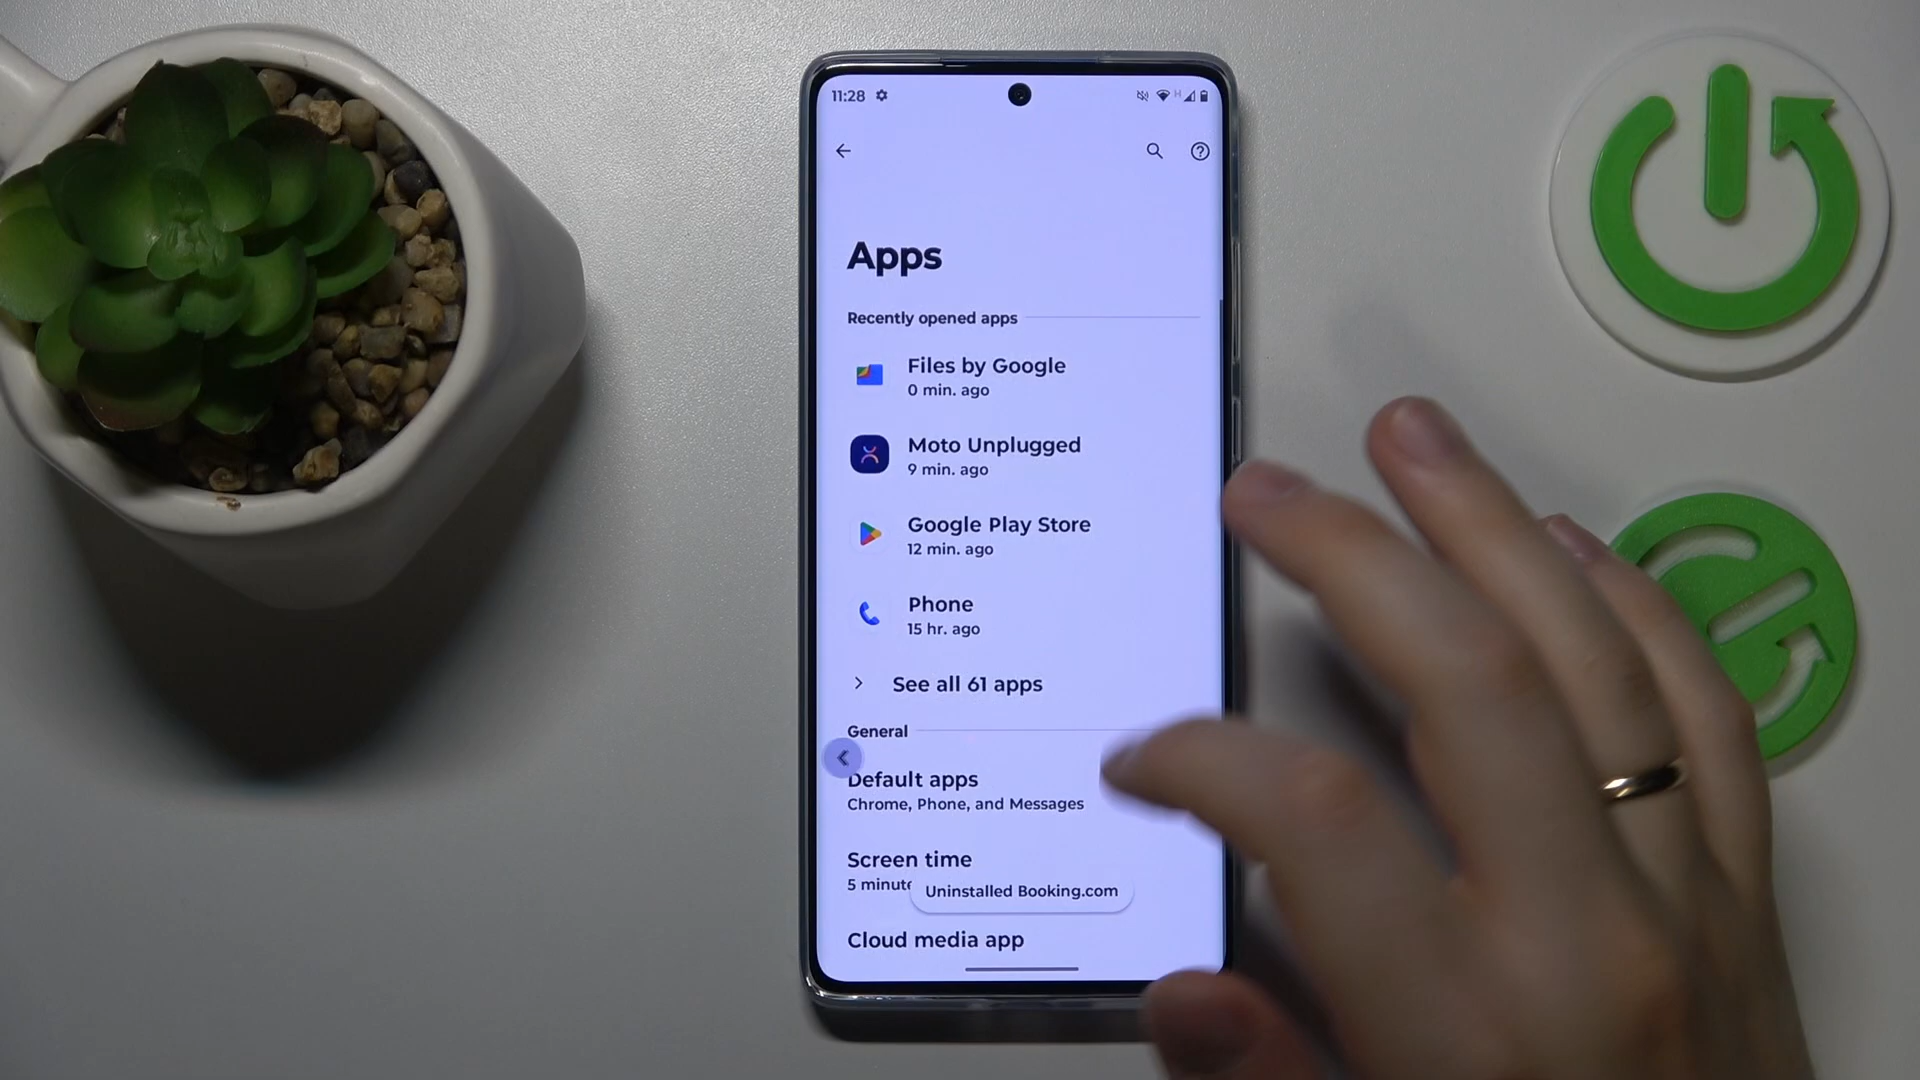 11:28
H
Apps
Recently opened apps
Files by Google
0 min. ago
Moto Unplugged
9 min. ago
Google Play Store
12 min. ago
Phone
15 hr. ago
See all 61 apps
General
Default apps
Chrome, Phone, and Messages
Screen time
5 minute
Uninstalled Booking.com
Cloud media app